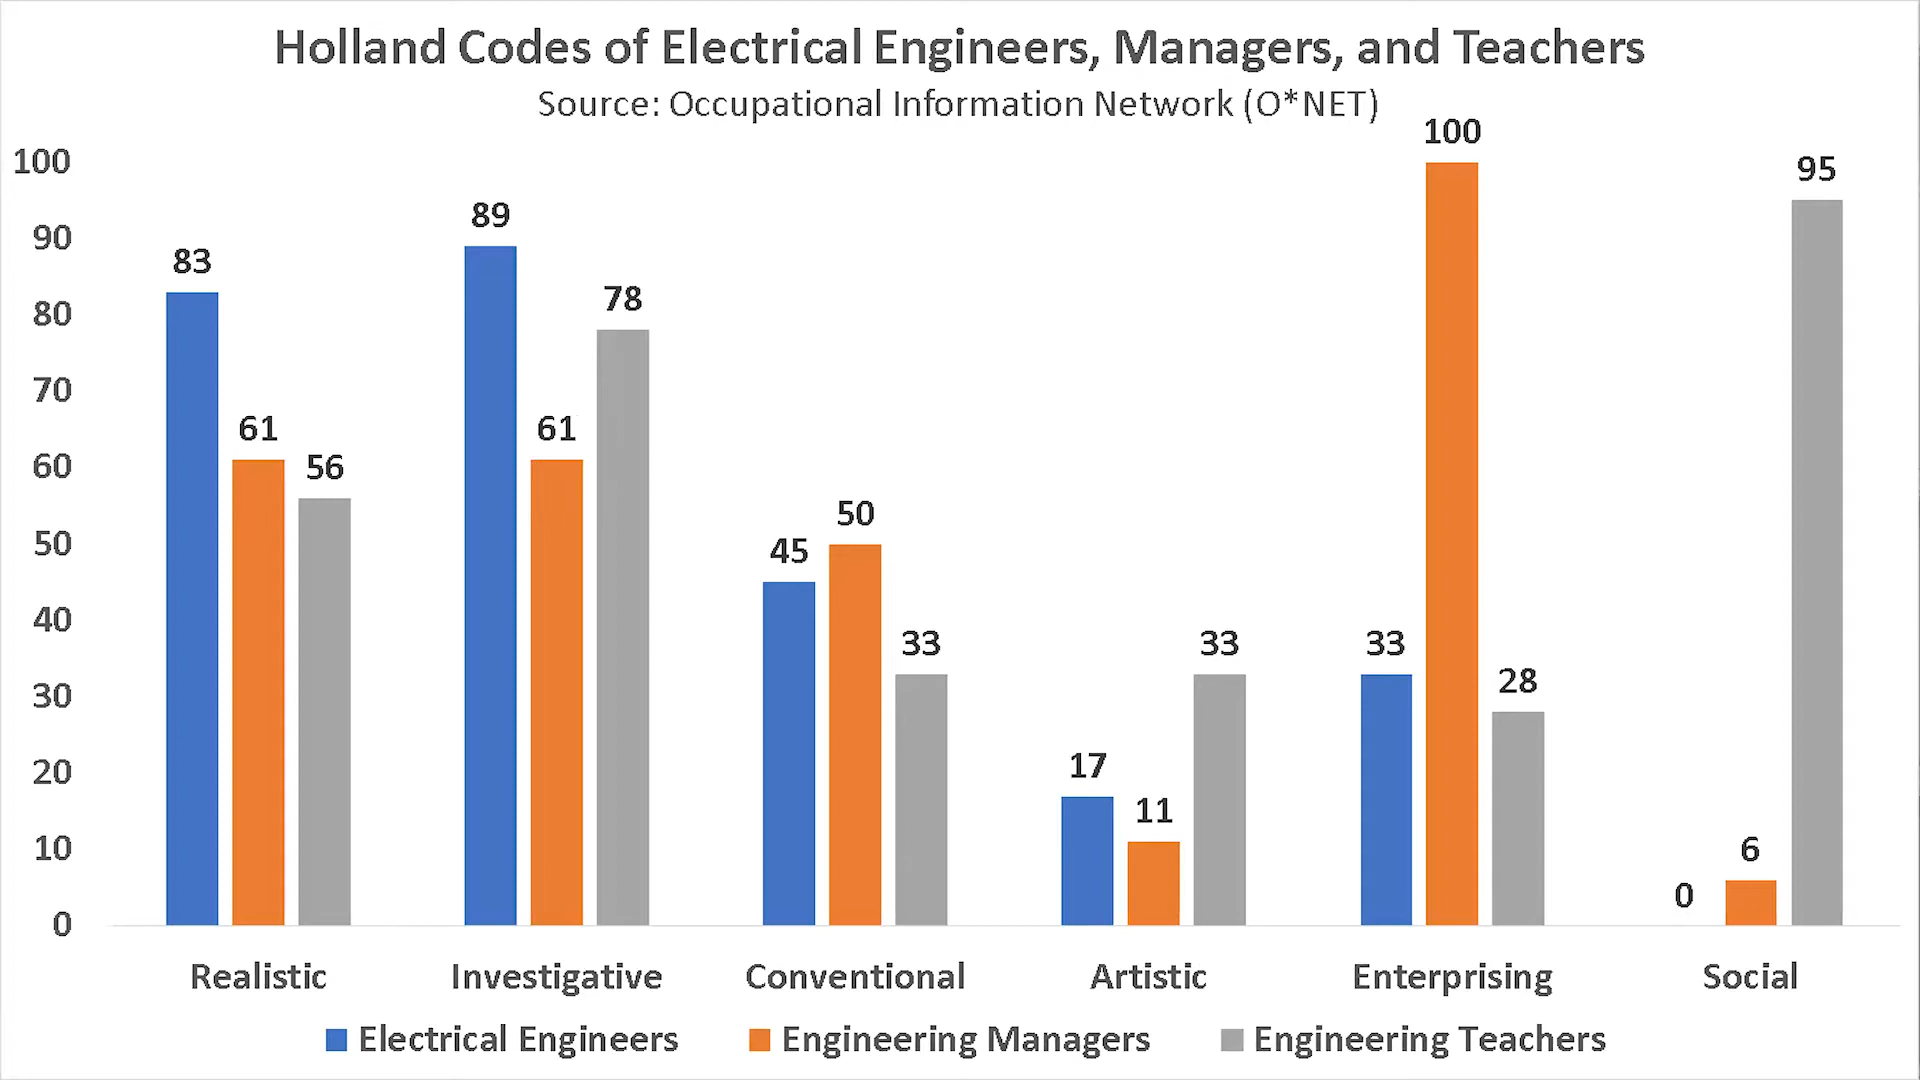 Holland Codes of Electrical Engineers, Managers, and Teachers
Source: Occupational Information Network (O*NET)
100
90
80
70
60
50
40
30
20
10
0
83
61
56
89
61
78
45
50
33
17
11
33
33
100
28
0
6
95
Realistic
Investigative
Conventional
Artistic
Enterprising
Social
Electrical Engineers
Engineering Managers
Engineering Teachers